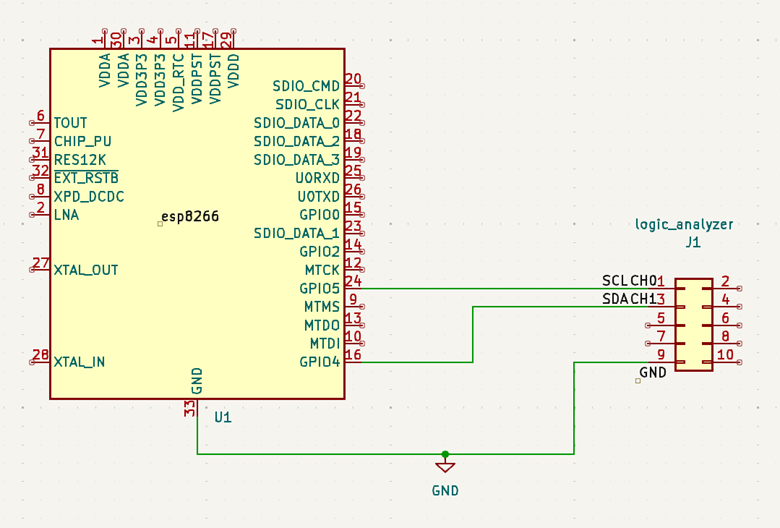 1 30 3 4 5 11 17 29
VDDA VDDA VDD3P3 VDD3P3 VDD_RTC VDDPST VDDPST VDDD
SDIO_CMD 20
SDIO_CLK 21
6 TOUT SDIO_DATA_0 22
7 CHIP_PU SDIO_DATA_2 18
31 RES12K SDIO_DATA_3 19
32 EXT_RSTB U0RXD 25
8 XPD_DCDC U0TXD 26
2 LNA esp8266 GPIO0 15
SDIO_DATA_1 23
GPIO2 14
27 XTAL_OUT MTCK 12
GPIO5 24
MTMS 9
MTDO 13
MTDI 10
28 XTAL_IN GPIO4 16
GND
33 U1
logic_analyzer
J1
SCL CH0 1 2
SDA CH1 3 4
5 6
7 8
9 10
GND
GND